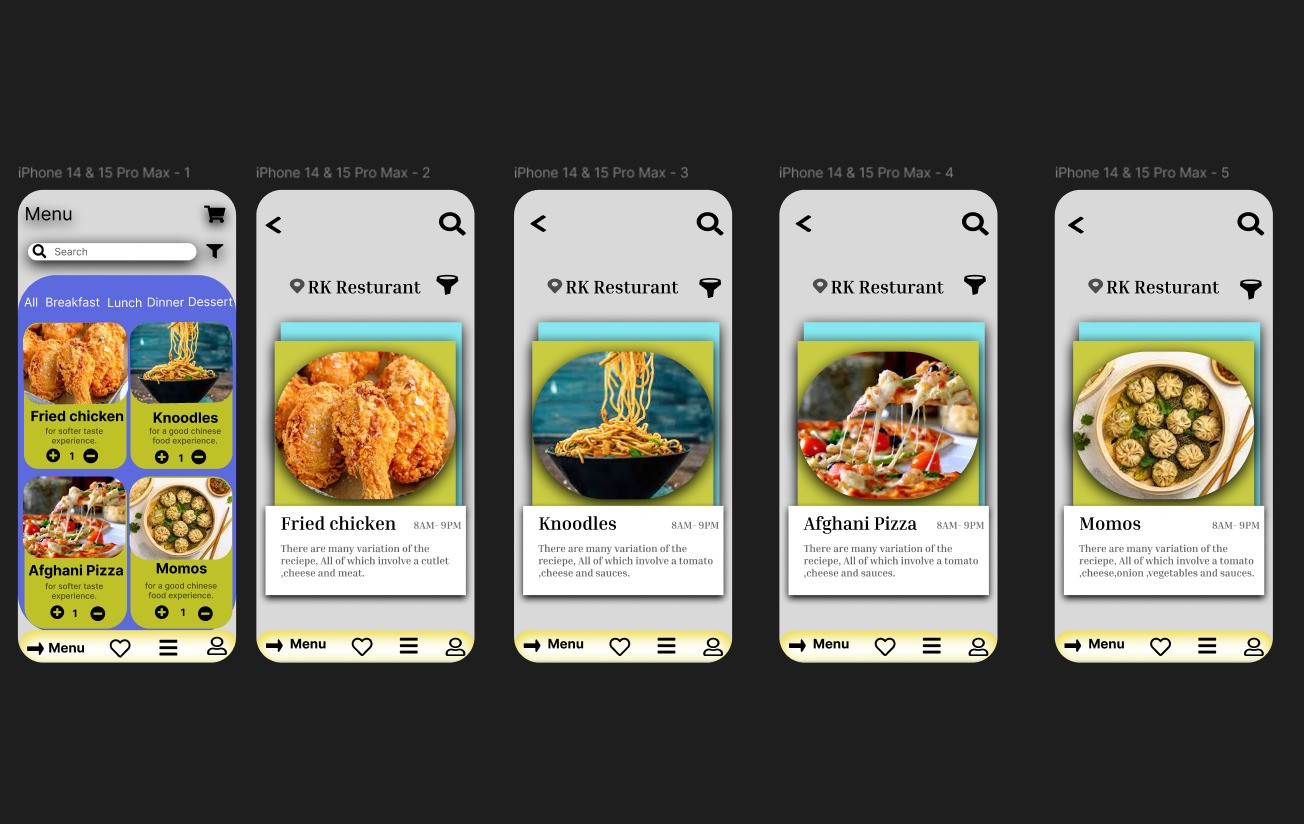 iPhone 14 & 15 Pro Max - 1
Menu
Search
All Breakfast Lunch Dinner Dessert
Fried chicken
for softer taste
experience.
1
Knoodles
for a good chinese
food experience.
1
Afghani Pizza
for softer taste
experience.
1
Momos
for a good chinese
food experience.
1
Menu
iPhone 14 & 15 Pro Max - 2
RK Resturant
Fried chicken 8AM- 9PM
There are many variation of the
reciepe, All of which involve a cutlet
,cheese and meat.
Menu
iPhone 14 & 15 Pro Max - 3
RK Resturant
Knoodles 8AM- 9PM
There are many variation of the
reciepe, All of which involve a tomato
,cheese and sauces.
Menu
iPhone 14 & 15 Pro Max - 4
RK Resturant
Afghani Pizza 8AM- 9PM
There are many variation of the
reciepe, All of which involve a tomato
,cheese and sauces.
Menu
iPhone 14 & 15 Pro Max - 5
RK Resturant
Momos 8AM- 9PM
There are many variation of the
reciepe, All of which involve a tomato
,cheese,onion ,vegetables and sauces.
Menu